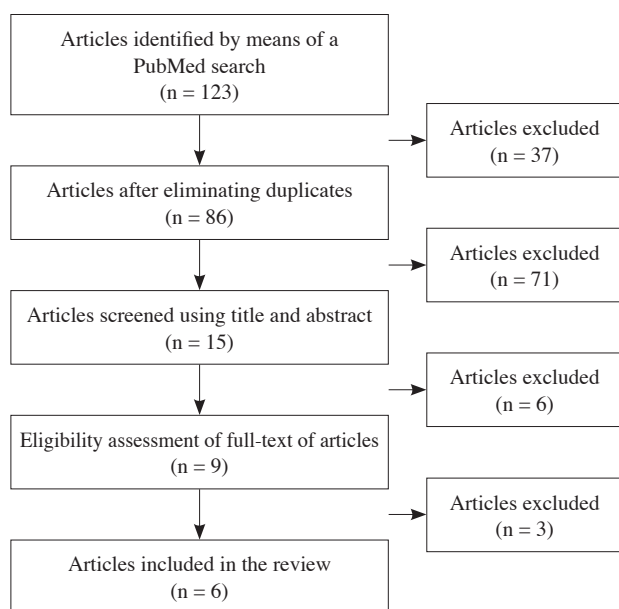 Articles identified by means of a
PubMed search
(n = 123)
Articles excluded
(n = 37)
Articles after eliminating duplicates
(n = 86)
Articles excluded
(n = 71)
Articles screened using title and abstract
(n = 15)
Articles excluded
(n = 6)
Eligibility assessment of full-text of articles
(n = 9)
Articles excluded
(n = 3)
Articles included in the review
(n = 6)